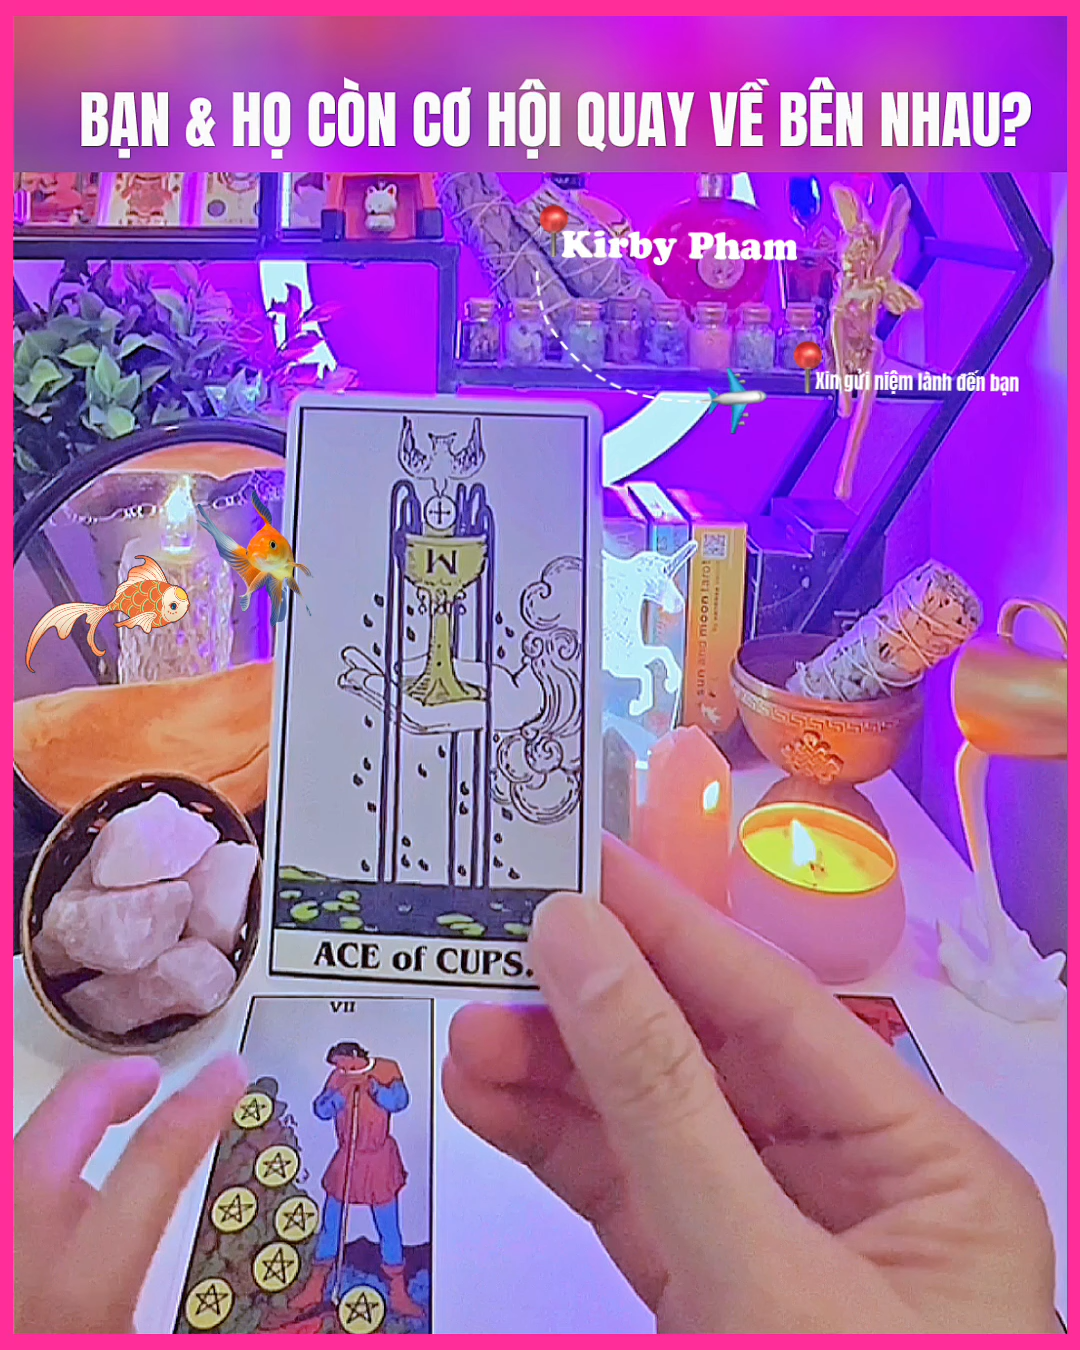 BẠN & HỌ CÒN CƠ HỘI QUAY VỀ BÊN NHAU?
Kirby Pham
Xin gửi niệm lành đến bạn
sun and moon tarot
ACE of CUPS.
VII